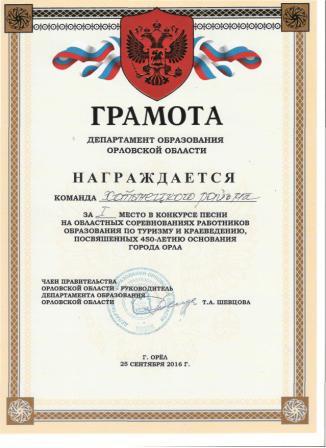 ГРАМОТА
ДЕПАРТАМЕНТ ОБРАЗОВАНИЯ
ОРЛОВСКОЙ ОБЛАСТИ
НАГРАЖДАЕТСЯ
КОМАНДА Хотынецкого района
ЗА I МЕСТО В КОНКУРСЕ ПЕСНИ
НА ОБЛАСТНЫХ СОРЕВНОВАНИЯХ РАБОТНИКОВ
ОБРАЗОВАНИЯ ПО ТУРИЗМУ И КРАЕВЕДЕНИЮ,
ПОСВЯЩЕННЫХ 450-ЛЕТИЮ ОСНОВАНИЯ
ГОРОДА ОРЛА
ЧЛЕН ПРАВИТЕЛЬСТВА
ОРЛОВСКОЙ ОБЛАСТИ - РУКОВОДИТЕЛЬ
ДЕПАРТАМЕНТА ОБРАЗОВАНИЯ
ОРЛОВСКОЙ ОБЛАСТИ Т.А. ШЕВЦОВА
Г. ОРЁЛ
25 СЕНТЯБРЯ 2016 Г.